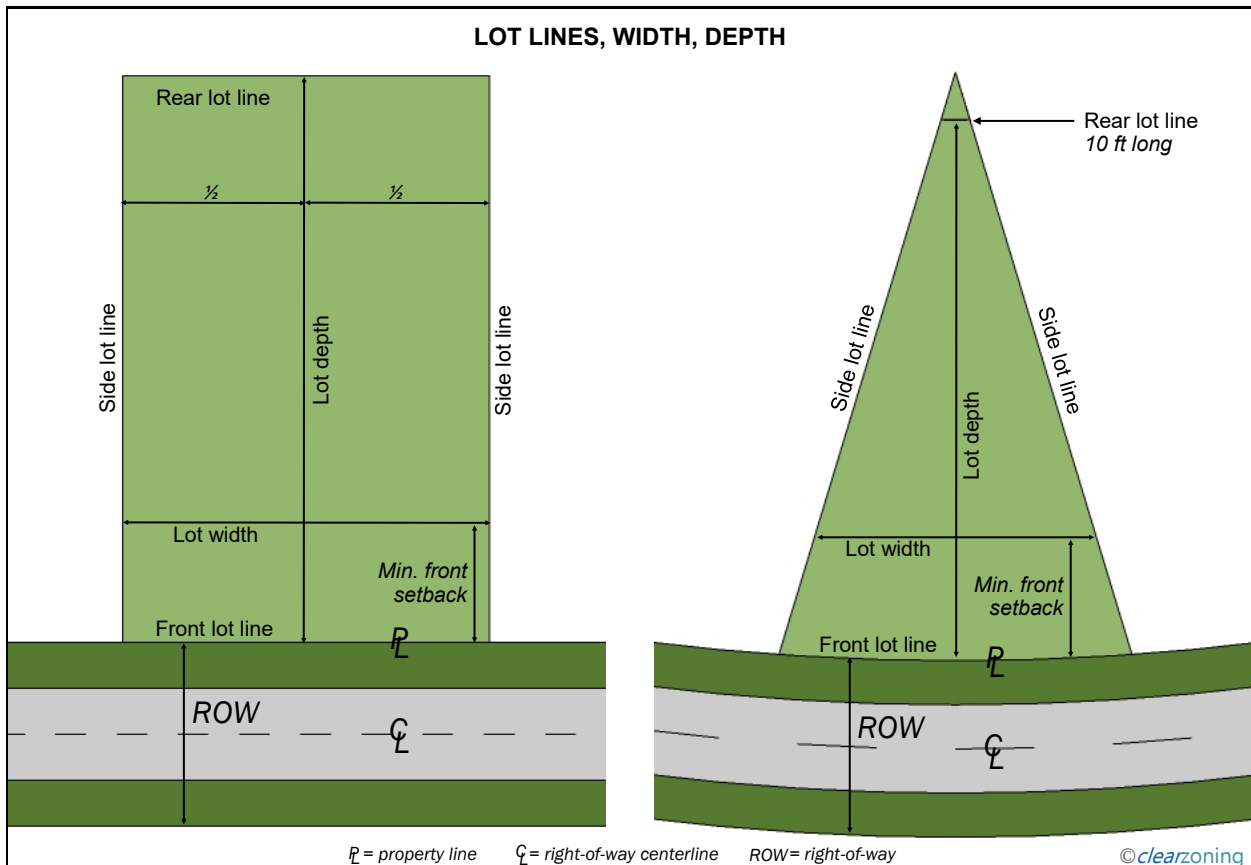 LOT LINES, WIDTH, DEPTH
Rear lot line
½
½
Side lot line
Lot depth
Side lot line
Lot width
Min. front
setback
Front lot line
PL
ROW
CL
Rear lot line
10 ft long
Side lot line
Side lot line
Lot depth
Lot width
Min. front
setback
Front lot line
PL
ROW
CL
PL = property line CL = right-of-way centerline ROW = right-of-way
©clearzoning